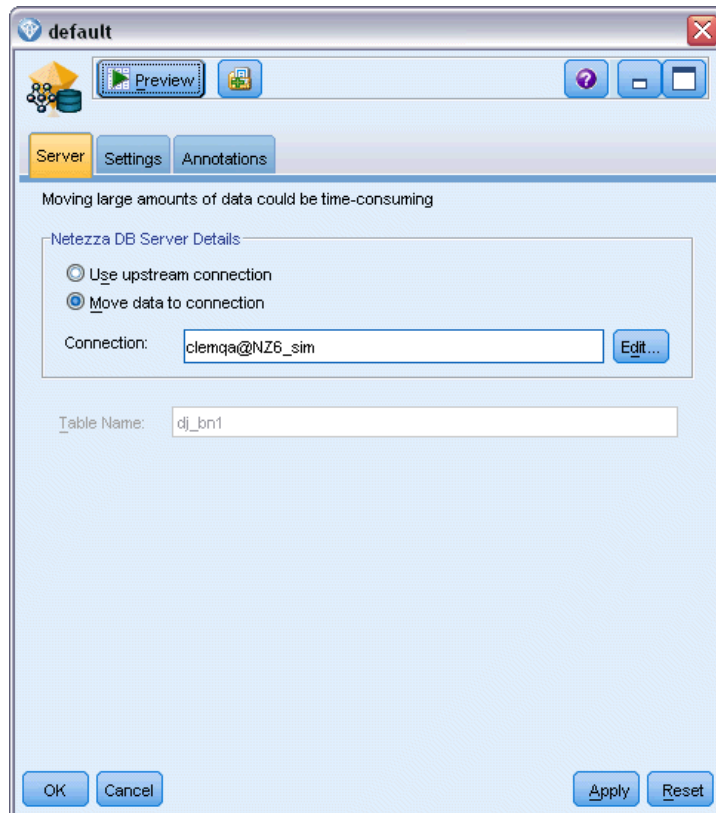 default
Preview
Server Settings Annotations
Moving large amounts of data could be time-consuming
Netezza DB Server Details
Use upstream connection
Move data to connection
Connection: clemqa@NZ6_sim Edit...
Table Name: dj_bn1
OK Cancel Apply Reset